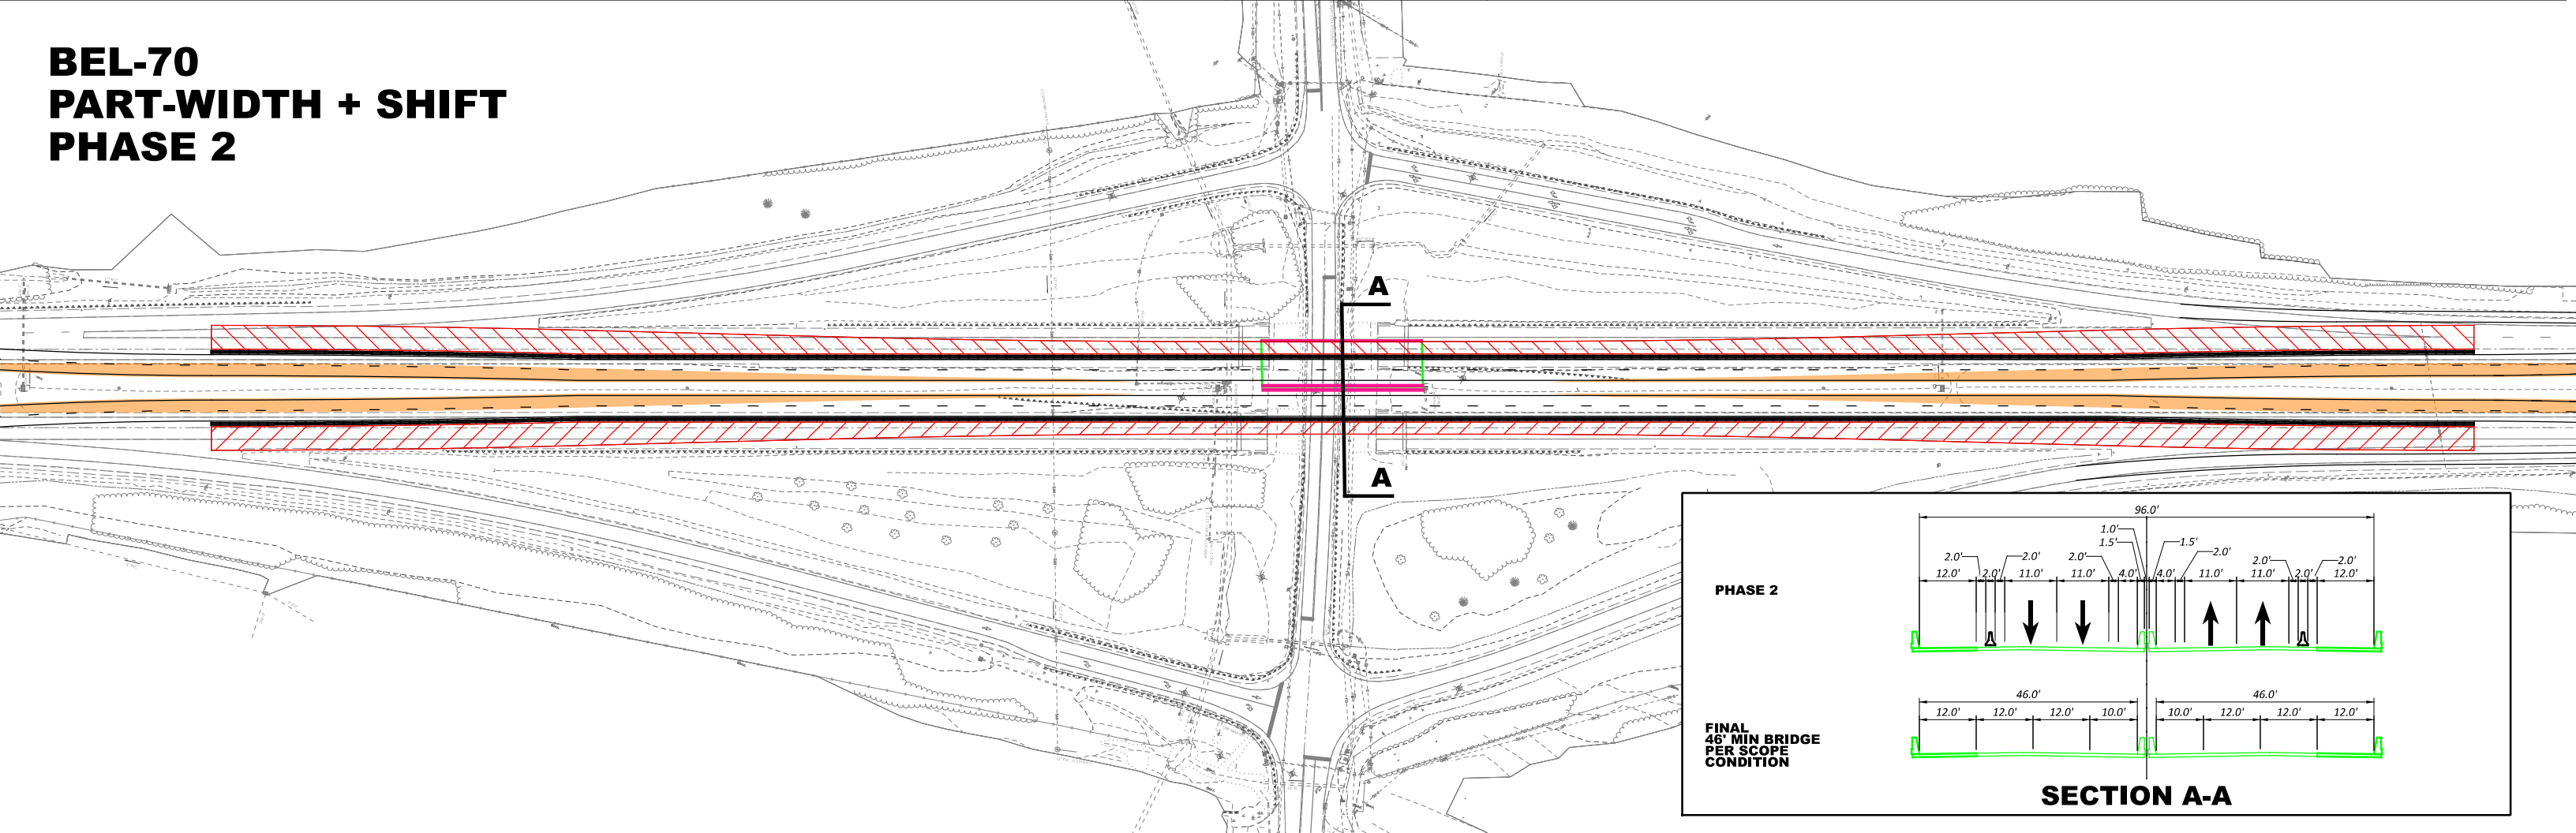 BEL-70
PART-WIDTH + SHIFT
PHASE 2
A
A
96.0'
1.0'
1.5' 1.5'
2.0' 2.0' 2.0' 2.0' 2.0' 2.0'
12.0' 2.0' 11.0' 11.0' 4.0' 4.0' 11.0' 11.0' 2.0' 12.0'
PHASE 2
46.0' 46.0'
12.0' 12.0' 12.0' 10.0' 10.0' 12.0' 12.0' 12.0'
FINAL
46' MIN BRIDGE
PER SCOPE
CONDITION
SECTION A-A